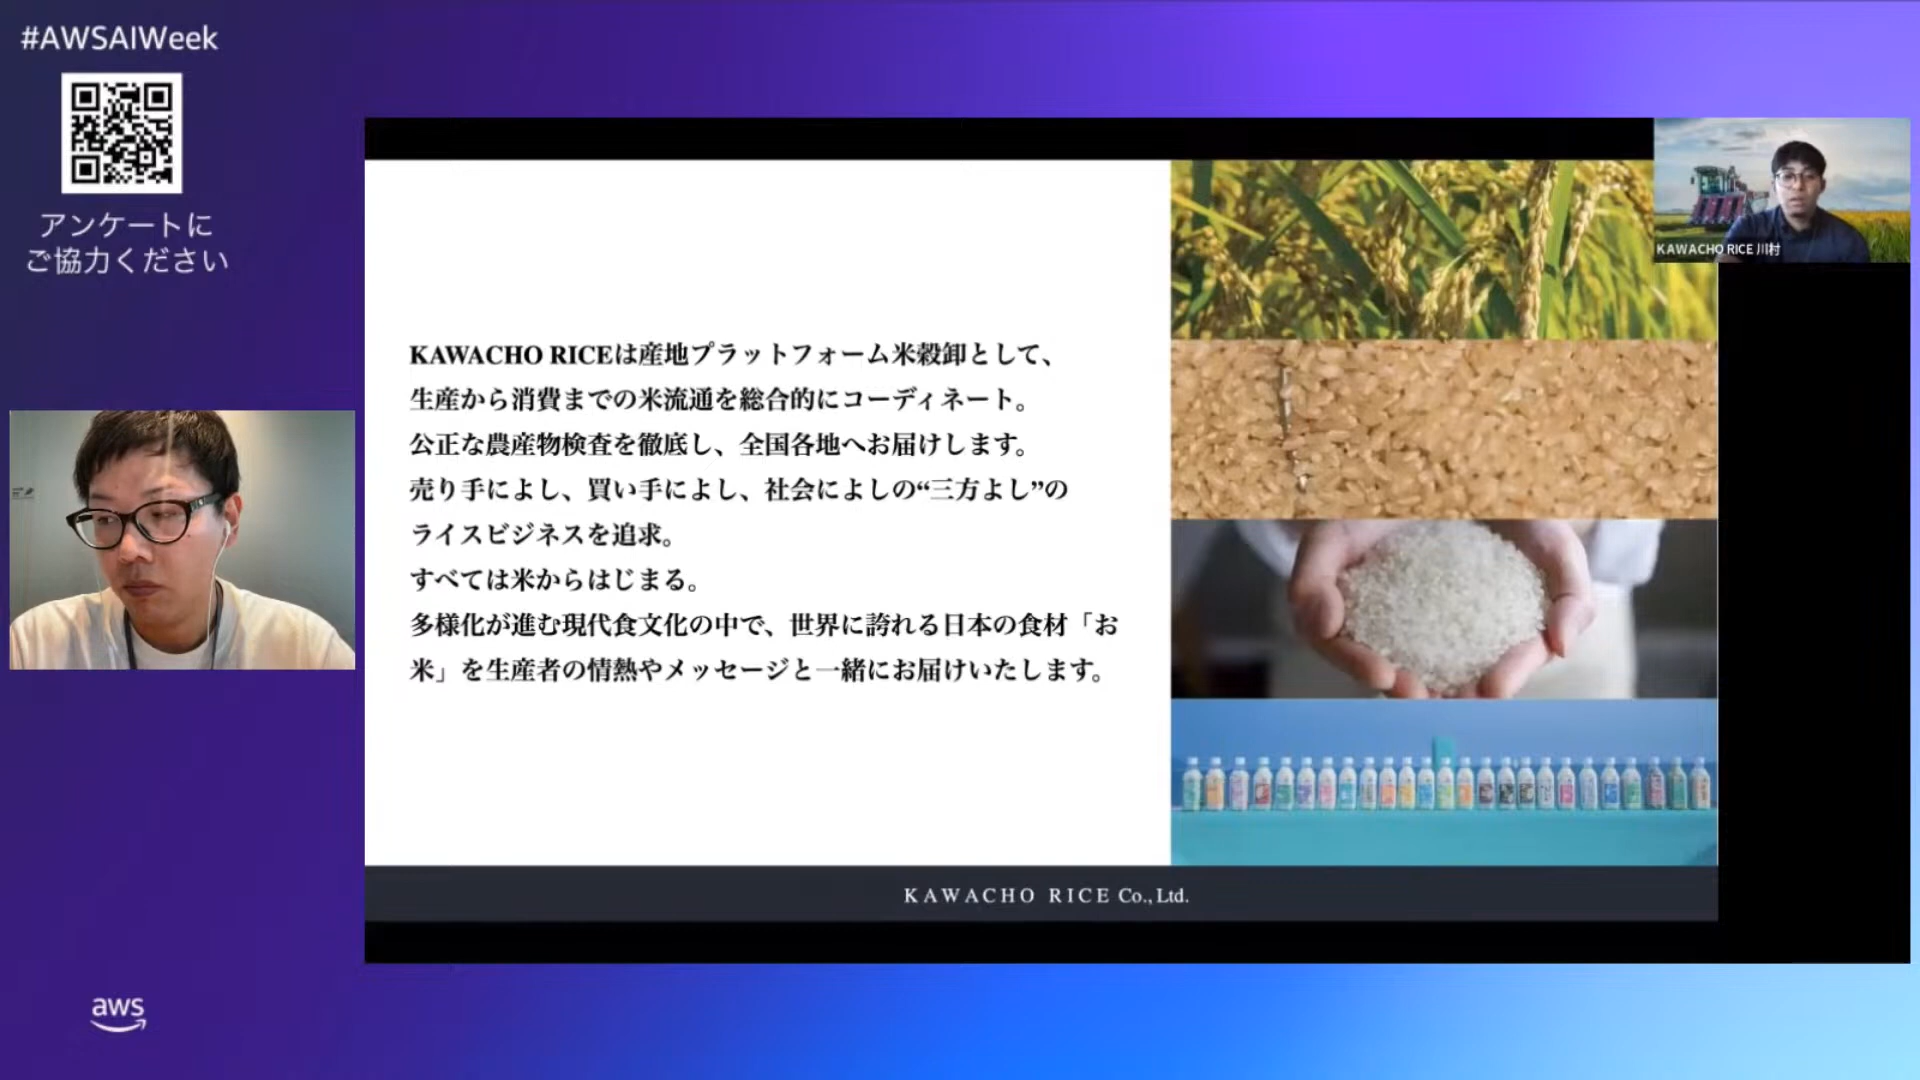 #AWSAIWeek
アンケートに
ご協力ください
KAWACHO RICE 川村
KAWACHO RICEは産地プラットフォーム米穀卸として、
生産から消費までの米流通を総合的にコーディネート。
公正な農産物検査を徹底し、全国各地へお届けします。
売り手によし、買い手によし、社会によしの“三方よし”の
ライスビジネスを追求。
すべては米からはじまる。
多様化が進む現代食文化の中で、世界に誇れる日本の食材「お
米」を生産者の情熱やメッセージと一緒にお届けいたします。
KAWACHO RICE Co., Ltd.
aws